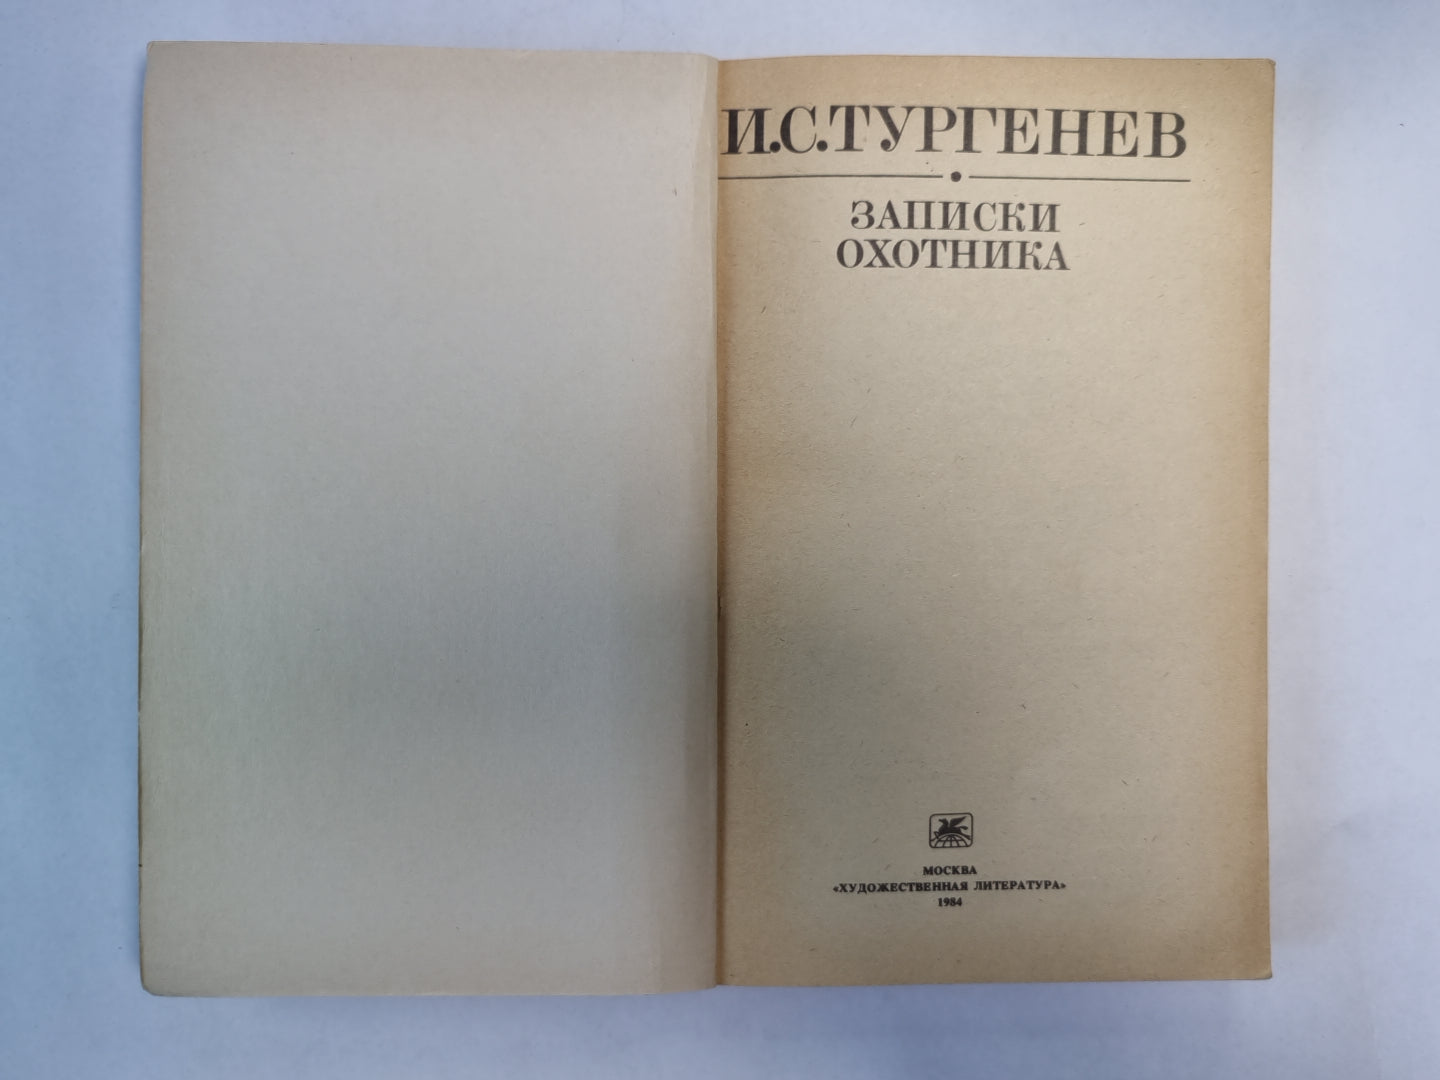 И.С.ТУРГЕНЕВ
ЗАПИСКИ
ОХОТНИКА
МОСКВА
«ХУДОЖЕСТВЕННАЯ ЛИТЕРАТУРА»
1984